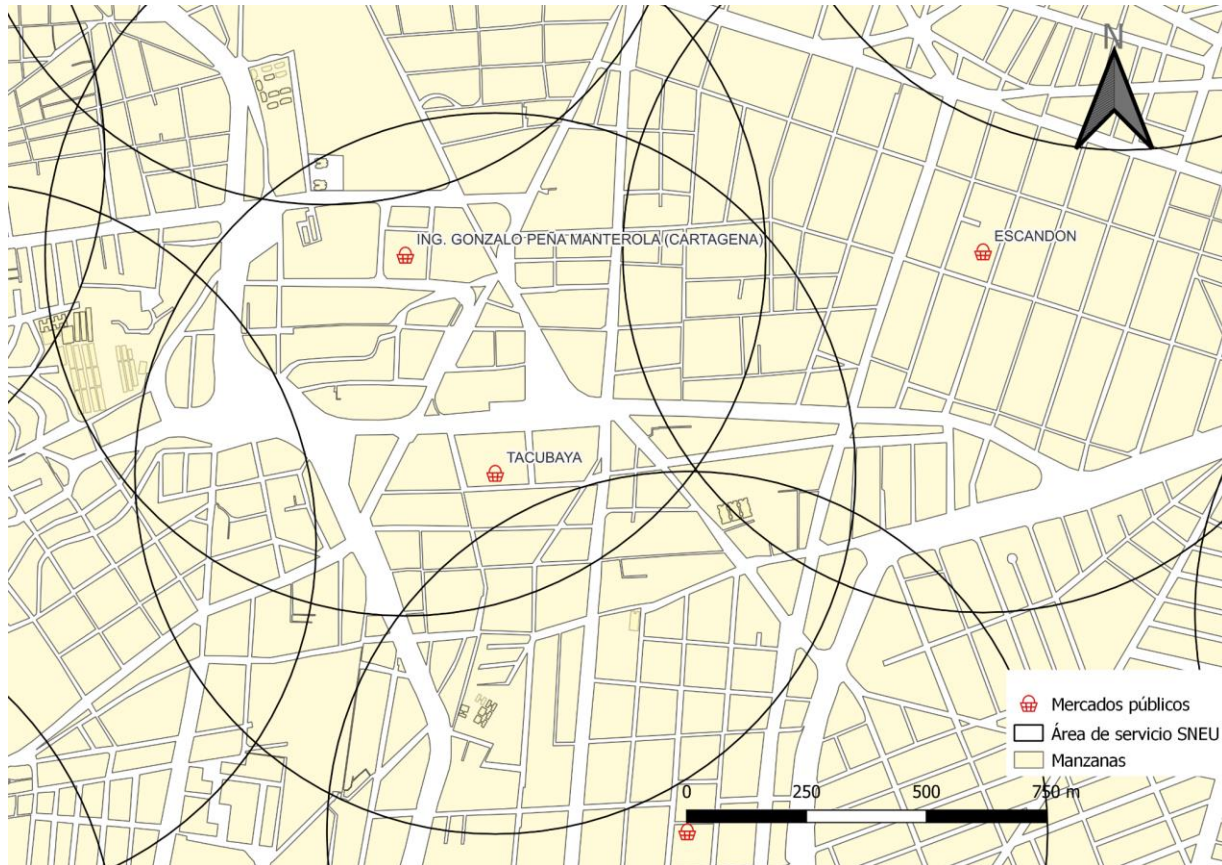 N
ING. GONZALO PEÑA MANTEROLA (CARTAGENA)
ESCANDON
TACUBAYA
Mercados públicos
Área de servicio SNEU
Manzanas
0 250 500 750 m